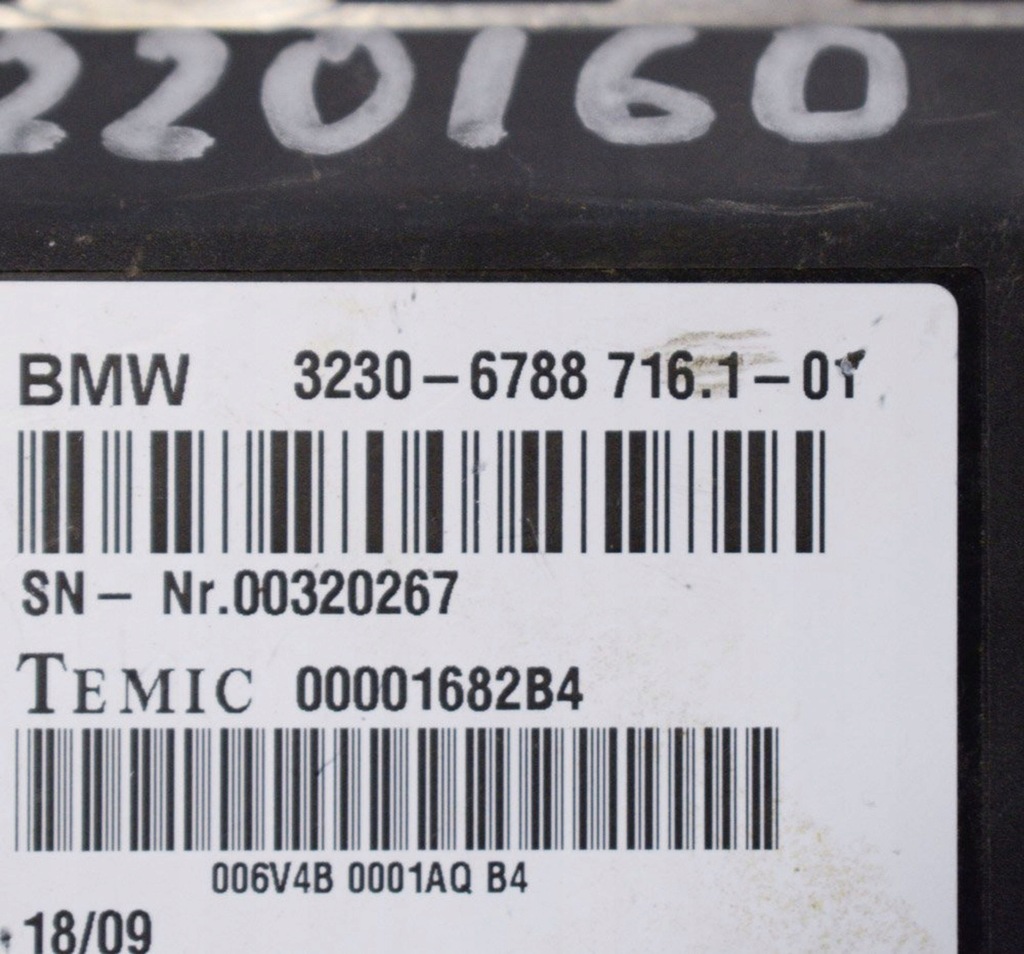 220160
BMW 3230-6788 716.1-01
SN- Nr.00320267
TEMIC 00001682B4
006V4B 0001AQ B4
18/09